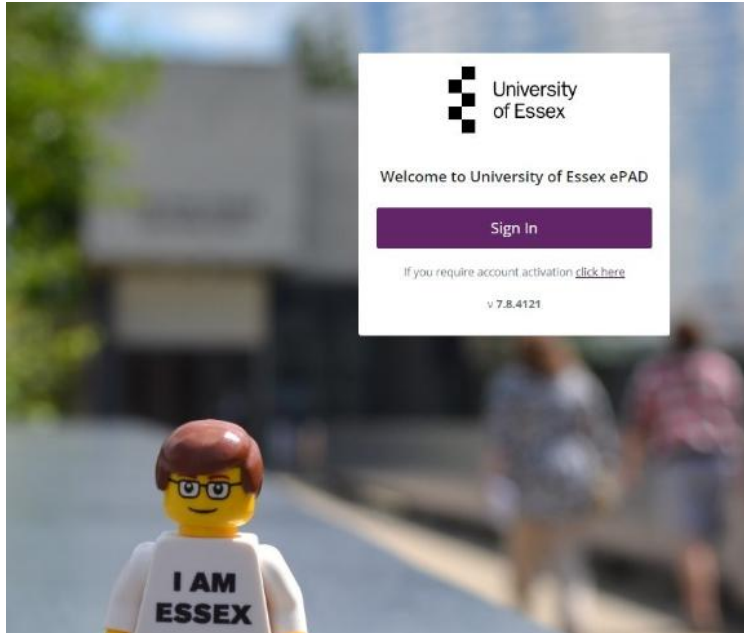 University
of Essex
Welcome to University of Essex ePAD
Sign In
If you require account activation click here
v 7.8.4121
I AM
ESSEX